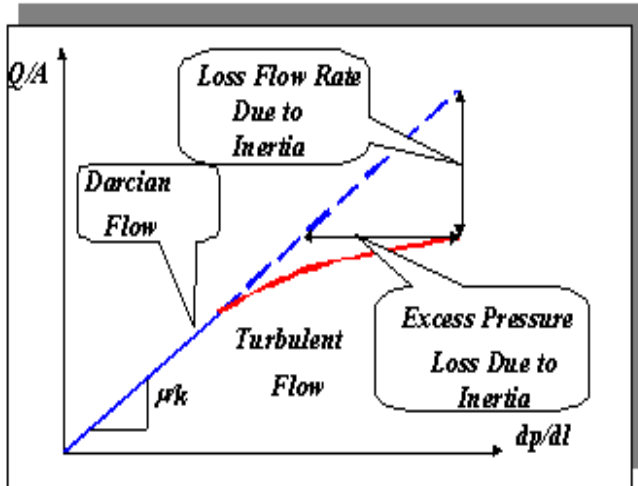 Q/A
Loss Flow Rate
Due to
Inertia
Darcian
Flow
Turbulent
Flow
Excess Pressure
Loss Due to
Inertia
μ/k
dp/dl